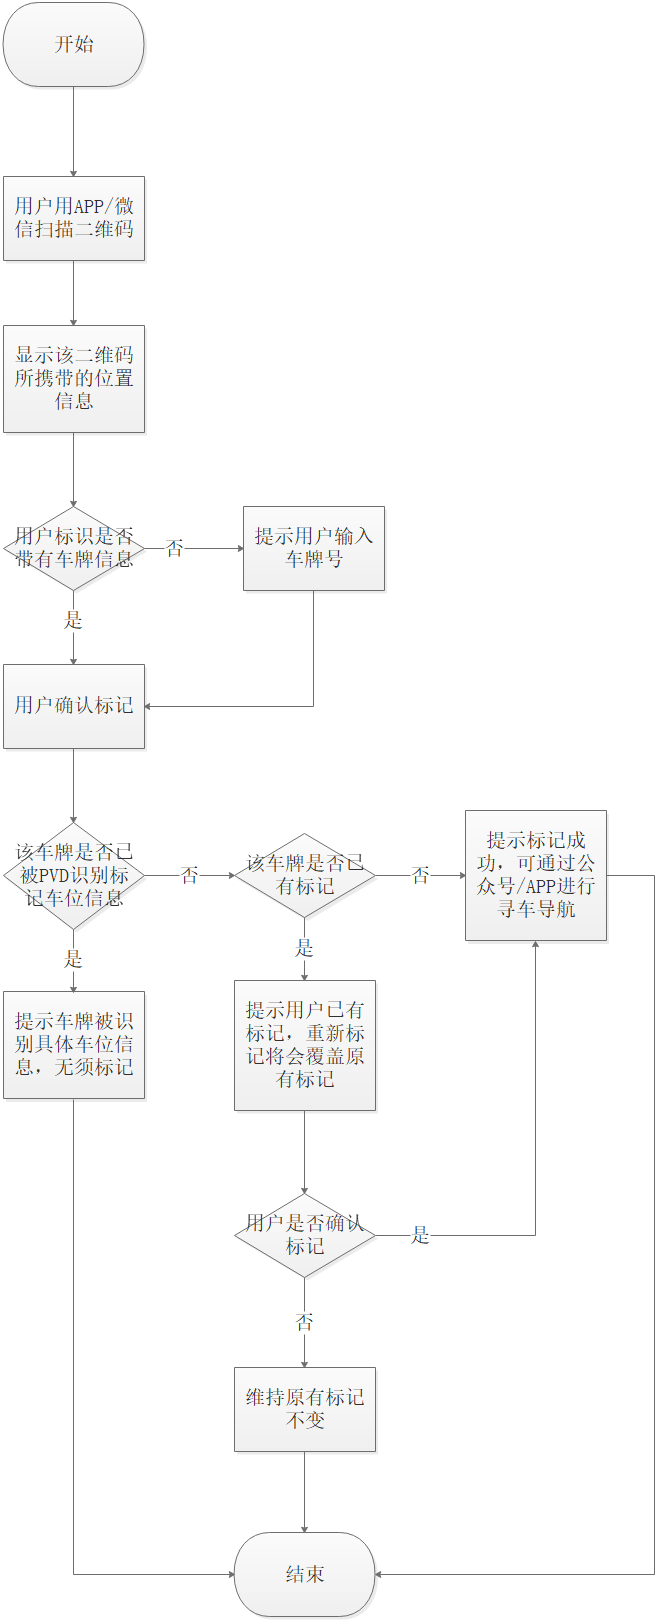 开始
用户用APP/微
信扫描二维码
显示该二维码
所携带的位置
信息
用户标识是否
带有车牌信息
否
提示用户输入
车牌号
是
用户确认标记
该车牌是否已
被PVD识别标
记车位信息
否
该车牌是否已
有标记
否
提示标记成
功，可通过公
众号/APP进行
寻车导航
是
提示车牌被识
别具体车位信
息，无须标记
是
提示用户已有
标记，重新标
记将会覆盖原
有标记
用户是否确认
标记
是
否
维持原有标记
不变
结束